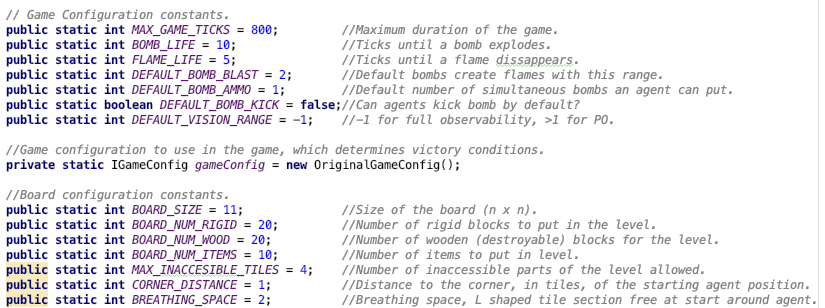 // Game Configuration constants.
public static int MAX_GAME_TICKS = 800; //Maximum duration of the game.
public static int BOMB_LIFE = 10; //Ticks until a bomb explodes.
public static int FLAME_LIFE = 5; //Ticks until a flame dissappears.
public static int DEFAULT_BOMB_BLAST = 2; //Default bombs create flames with this range.
public static int DEFAULT_BOMB_AMMO = 1; //Default number of simultaneous bombs an agent can put.
public static boolean DEFAULT_BOMB_KICK = false;//Can agents kick bomb by default?
public static int DEFAULT_VISION_RANGE = -1; //-1 for full observability, >1 for PO.
//Game configuration to use in the game, which determines victory conditions.
private static IGameConfig gameConfig = new OriginalGameConfig();
//Board configuration constants.
public static int BOARD_SIZE = 11; //Size of the board (n x n).
public static int BOARD_NUM_RIGID = 20; //Number of rigid blocks to put in the level.
public static int BOARD_NUM_WOOD = 20; //Number of wooden (destroyable) blocks for the level.
public static int BOARD_NUM_ITEMS = 10; //Number of items to put in level.
public static int MAX_INACCESIBLE_TILES = 4; //Number of inaccessible parts of the level allowed.
public static int CORNER_DISTANCE = 1; //Distance to the corner, in tiles, of the starting agent position.
public static int BREATHING_SPACE = 2; //Breathing space, L shaped tile section free at start around agent.